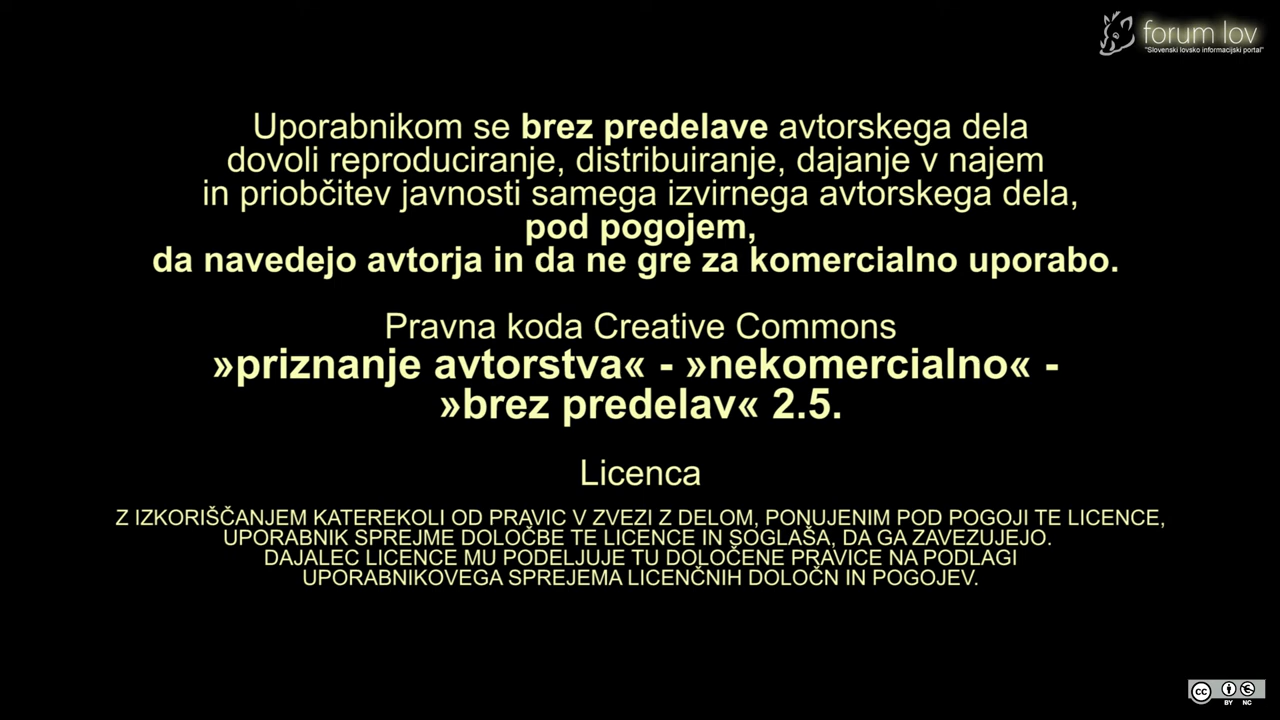 forum lov
"Slovenski lovsko informacijski portal"
Uporabnikom se brez predelave avtorskega dela
dovoli reproduciranje, distribuiranje, dajanje v najem
in priobčitev javnosti samega izvirnega avtorskega dela,
pod pogojem,
da navedejo avtorja in da ne gre za komercialno uporabo.
Pravna koda Creative Commons
»priznanje avtorstva« - »nekomercialno« -
»brez predelav« 2.5.
Licenca
Z IZKORIŠČANJEM KATEREKOLI OD PRAVIC V ZVEZI Z DELOM, PONUJENIM POD POGOJI TE LICENCE,
UPORABNIK SPREJME DOLOČBE TE LICENCE IN SOGLAŠA, DA GA ZAVEZUJEJO.
DAJALEC LICENCE MU PODELJUJE TU DOLOČENE PRAVICE NA PODLAGI
UPORABNIKOVEGA SPREJEMA LICENČNIH DOLOČN IN POGOJEV.
cc
BY NC